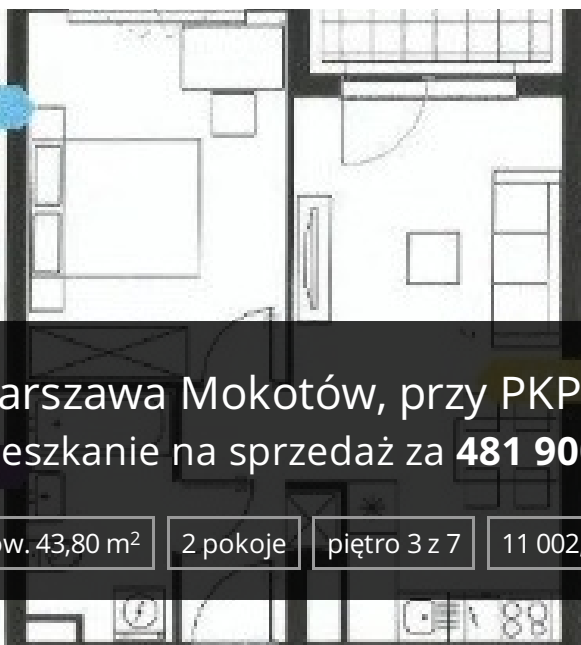 arszawa Mokotów, przy PKP
eszkanie na sprzedaż za 481 90
ow. 43,80 m² 2 pokoje piętro 3 z 7 11 002,